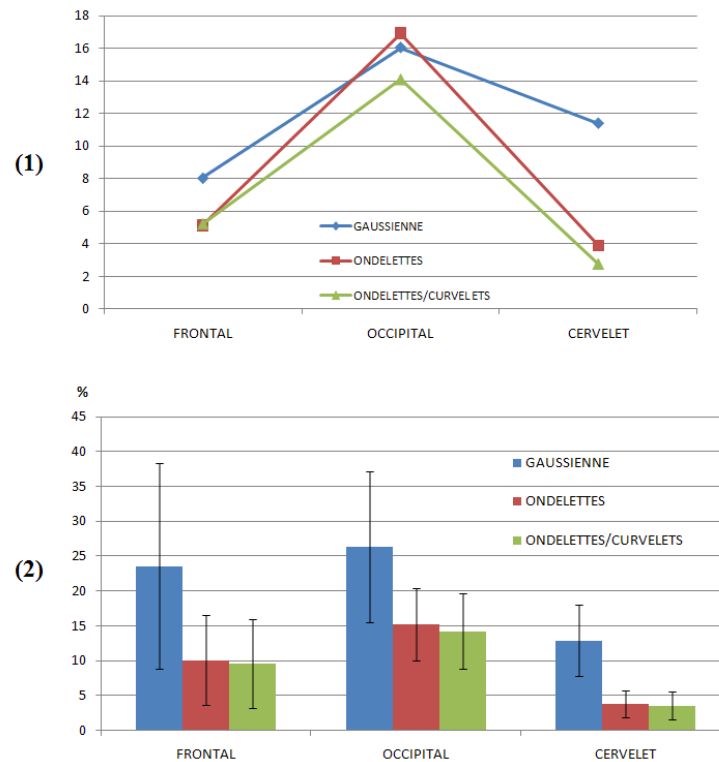 18
16
14
12
10
8
6
4
2
0
(1)
GAUSSIENNE
ONDELETTES
ONDELETTES/CURVELETS
FRONTAL OCCIPITAL CERVELET
%
45
40
35
30
25
20
15
10
5
0
(2)
GAUSSIENNE
ONDELETTES
ONDELETTES/CURVELETS
FRONTAL OCCIPITAL CERVELET